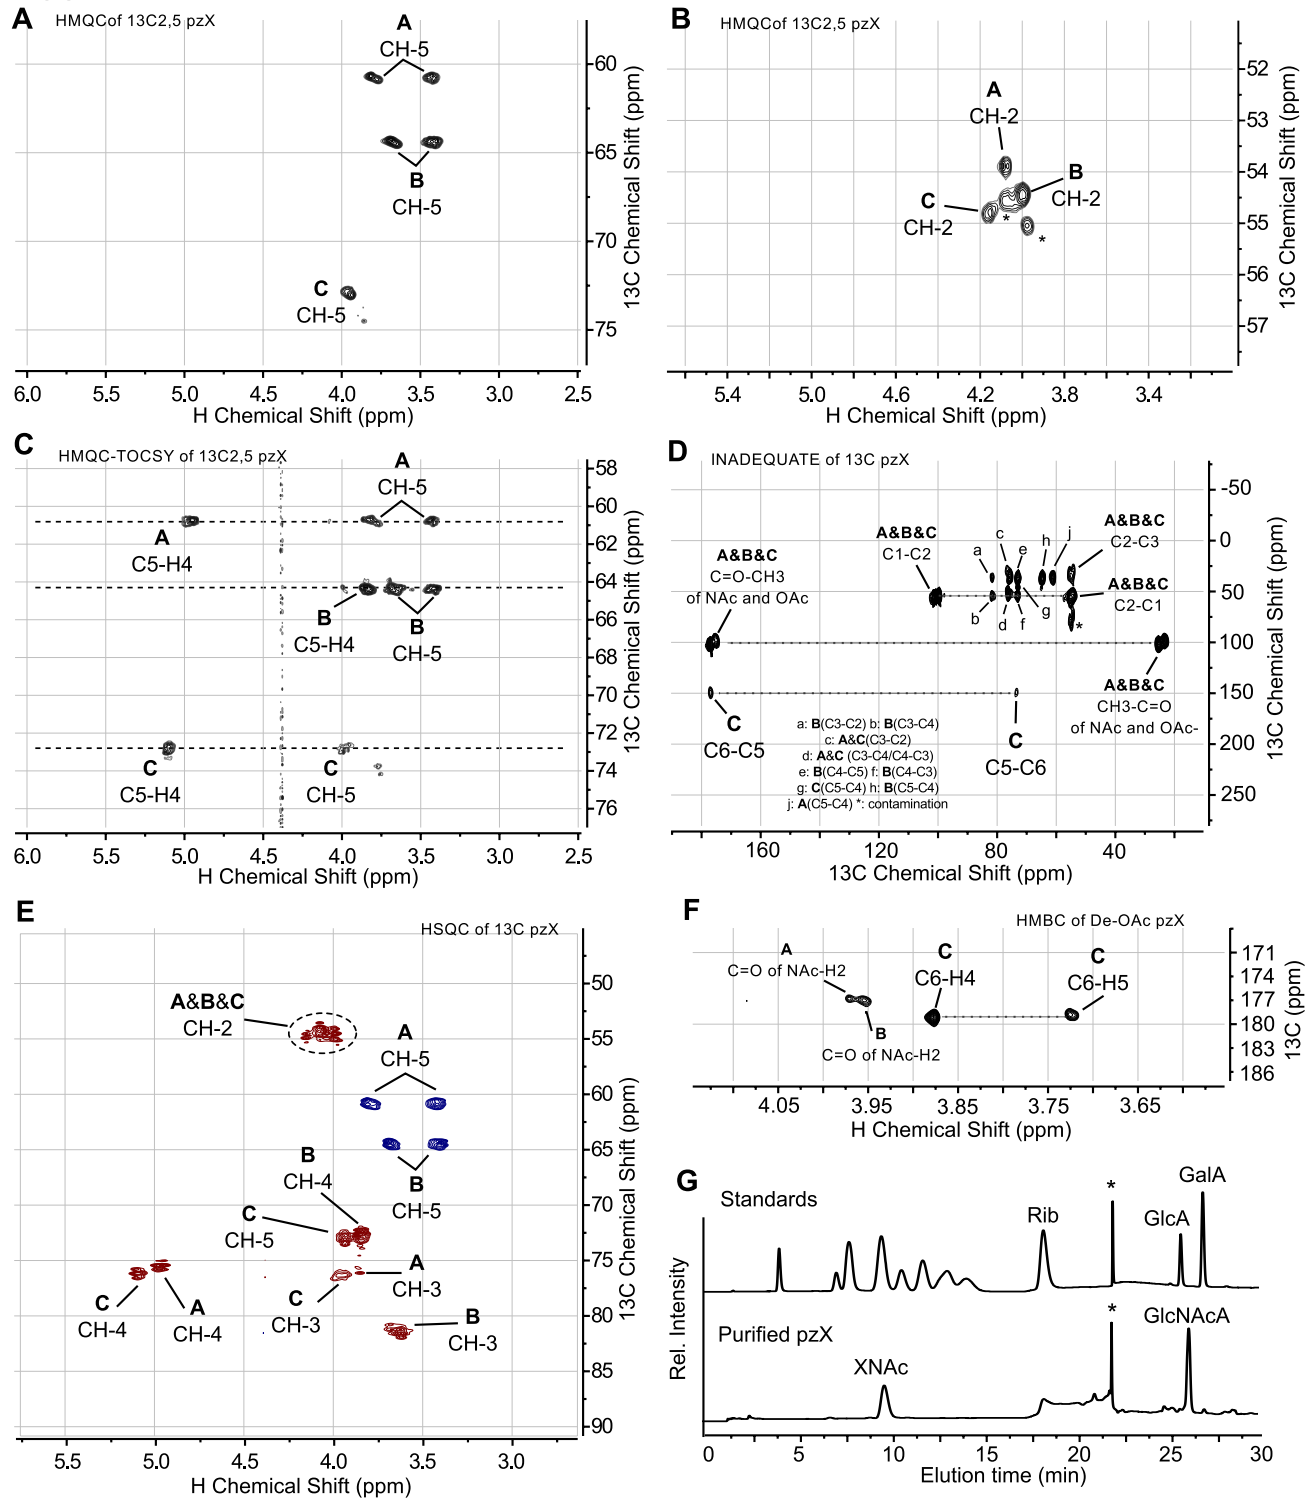 A
HMQCof 13C2,5 pzX
A
CH-5
B
CH-5
C
CH-5
60
65
70
75
13C Chemical Shift (ppm)
6.0 5.5 5.0 4.5 4.0 3.5 3.0 2.5
H Chemical Shift (ppm)
B
HMQCof 13C2,5 pzX
A
CH-2
B
CH-2
C
CH-2
*
*
52
53
54
55
56
57
13C Chemical Shift (ppm)
5.4 5.0 4.6 4.2 3.8 3.4
H Chemical Shift (ppm)
C
HMQC-TOCSY of 13C2,5 pzX
A
CH-5
A
C5-H4
B
C5-H4
B
CH-5
C
C5-H4
C
CH-5
58
60
62
64
66
68
70
72
74
76
13C Chemical Shift (ppm)
6.0 5.5 5.0 4.5 4.0 3.5 3.0 2.5
H Chemical Shift (ppm)
D
INADEQUATE of 13C pzX
A&B&C
C=O-CH3
of NAc and OAc
A&B&C
C1-C2
a
c
e
h
j
b
d
f
g
*
A&B&C
C2-C3
A&B&C
C2-C1
A&B&C
CH3-C=O
of NAc and OAc-
C
C6-C5
C
C5-C6
a: B(C3-C2) b: B(C3-C4)
c: A&C(C3-C2)
d: A&C (C3-C4/C4-C3)
e: B(C4-C5) f: B(C4-C3)
g: C(C5-C4) h: B(C5-C4)
j: A(C5-C4) *: contamination
-50
0
50
100
150
200
250
13C Chemical Shift (ppm)
160 120 80 40
13C Chemical Shift (ppm)
E
HSQC of 13C pzX
A&B&C
CH-2
A
CH-5
B
CH-5
B
CH-4
C
CH-5
A
CH-3
C
CH-3
B
CH-3
C
CH-4
A
CH-4
50
55
60
65
70
75
80
85
90
13C Chemical Shift (ppm)
5.5 5.0 4.5 4.0 3.5 3.0
H Chemical Shift (ppm)
F
HMBC of De-OAc pzX
A
C=O of NAc-H2
B
C=O of NAc-H2
C
C6-H4
C
C6-H5
171
174
177
180
183
186
13C (ppm)
4.05 3.95 3.85 3.75 3.65
H Chemical Shift (ppm)
G
Standards
Rib
*
GlcA
GalA
Purified pzX
XNAc
*
GlcNAcA
Rel. Intensity
0 5 10 15 20 25 30
Elution time (min)